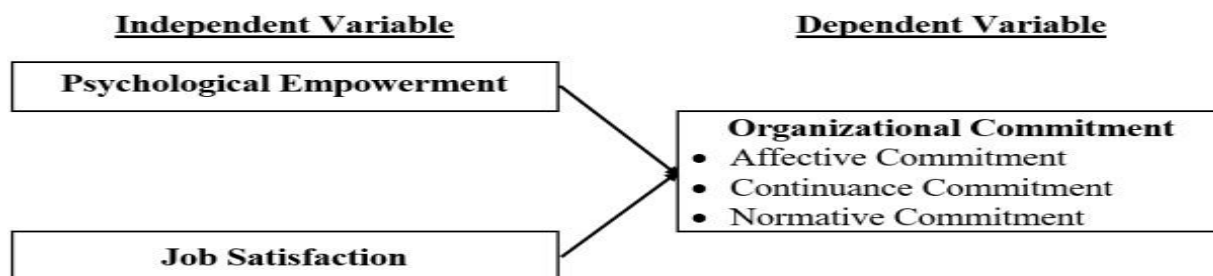 Independent Variable
Dependent Variable
Psychological Empowerment
Organizational Commitment
• Affective Commitment
• Continuance Commitment
• Normative Commitment
Job Satisfaction